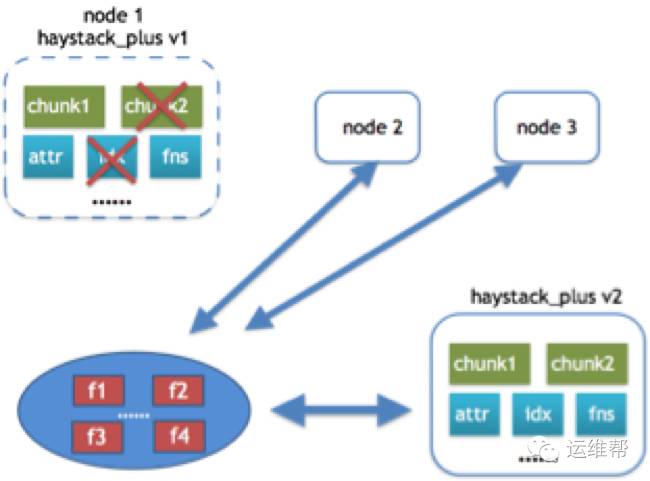 node 1
haystack_plus v1
chunk1
chunk2
attr
idx
fns
......
node 2
node 3
haystack_plus v2
chunk1
chunk2
attr
idx
fns
......
f1
f2
......
f3
f4
运维帮